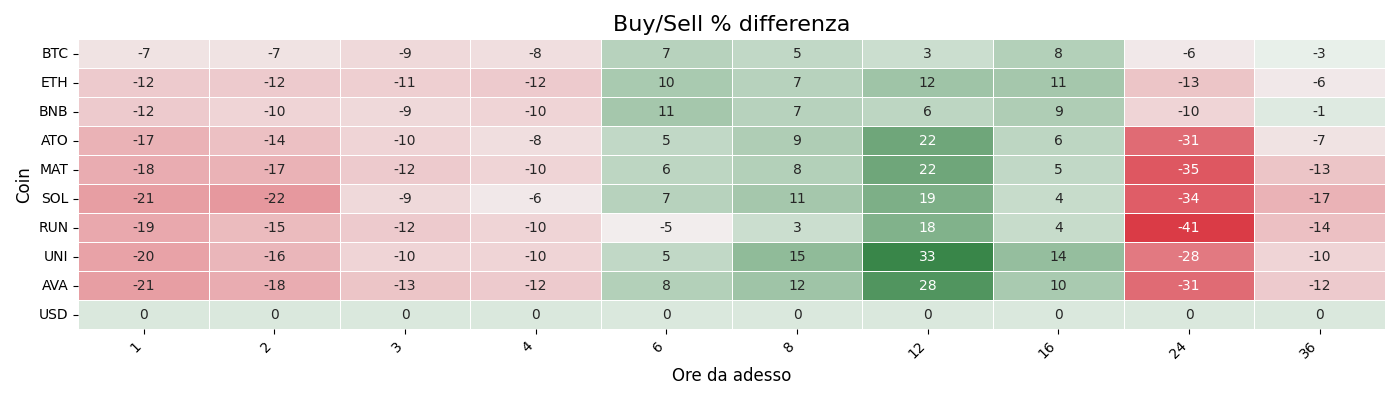 Buy/Sell % differenza
Coin
BTC -7 -7 -9 -8 7 5 3 8 -6 -3
ETH -12 -12 -11 -12 10 7 12 11 -13 -6
BNB -12 -10 -9 -10 11 7 6 9 -10 -1
ATO -17 -14 -10 -8 5 9 22 6 -31 -7
MAT -18 -17 -12 -10 6 8 22 5 -35 -13
SOL -21 -22 -9 -6 7 11 19 4 -34 -17
RUN -19 -15 -12 -10 -5 3 18 4 -41 -14
UNI -20 -16 -10 -10 5 15 33 14 -28 -10
AVA -21 -18 -13 -12 8 12 28 10 -31 -12
USD 0 0 0 0 0 0 0 0 0 0
1 2 3 4 6 8 12 16 24 36
Ore da adesso